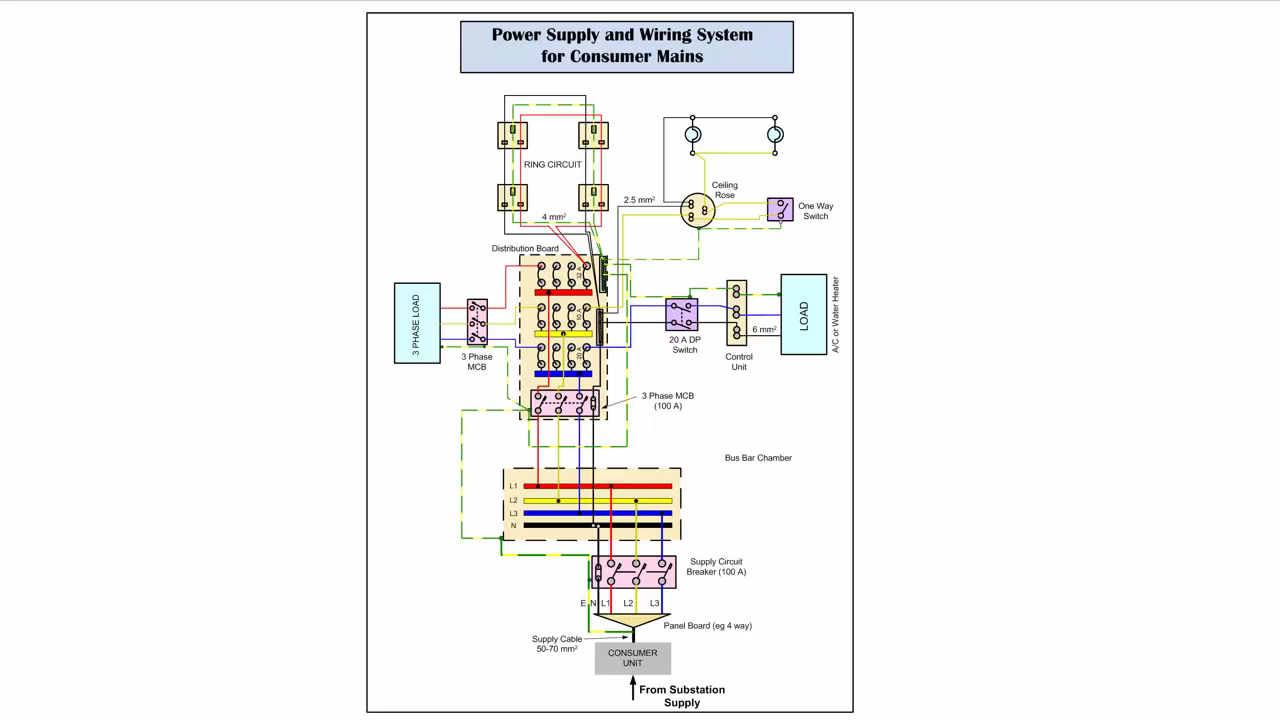 Power Supply and Wiring System
for Consumer Mains
RING CIRCUIT
Ceiling
Rose
2.5 mm²
One Way
Switch
4 mm²
Distribution Board
32 A
3 PHASE LOAD
10 A
LOAD
A/C or Water Heater
6 mm²
20 A
3 Phase
MCB
20 A DP
Switch
Control
Unit
3 Phase MCB
(100 A)
Bus Bar Chamber
L1
L2
L3
N
Supply Circuit
Breaker (100 A)
E N L1 L2 L3
Panel Board (eg 4 way)
Supply Cable
50-70 mm²
CONSUMER
UNIT
From Substation
Supply